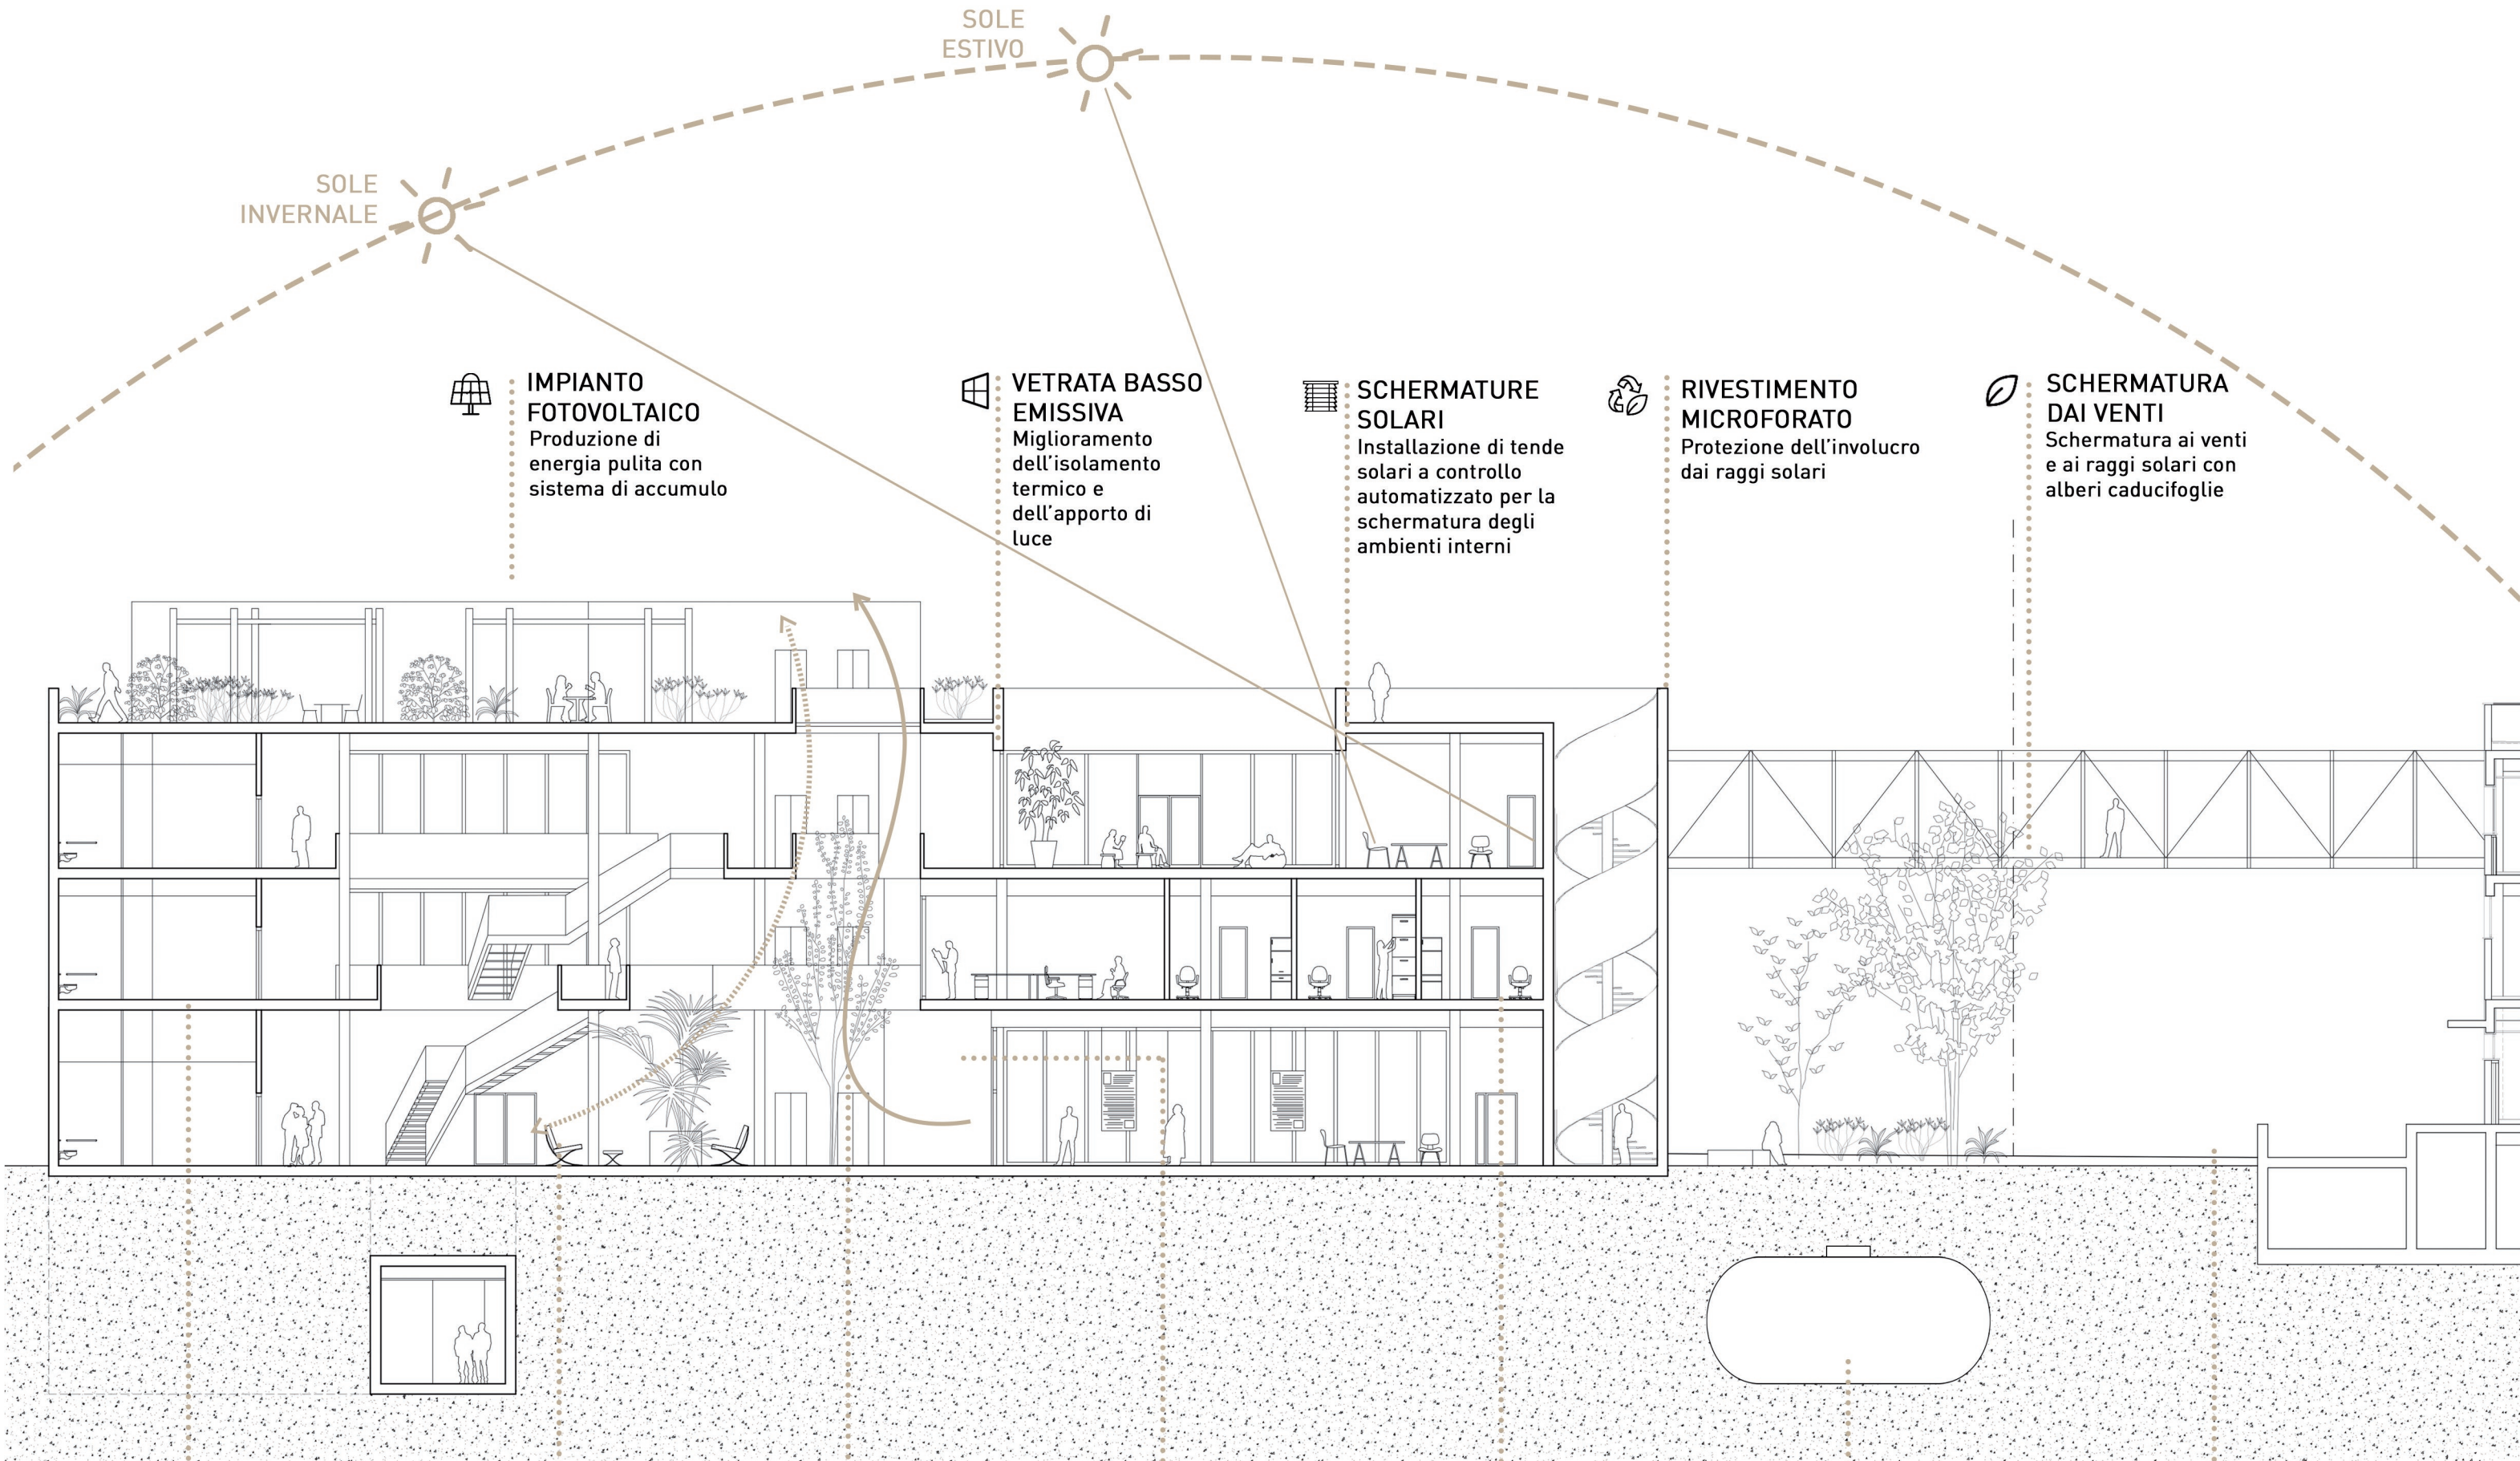 SOLE
ESTIVO
SOLE
INVERNALE
IMPIANTO
FOTOVOLTAICO
Produzione di
energia pulita con
sistema di accumulo
VETRATA BASSO
EMISSIVA
Miglioramento
dell'isolamento
termico e
dell'apporto di
luce
SCHERMATURE
SOLARI
Installazione di tende
solari a controllo
automatizzato per la
schermatura degli
ambienti interni
RIVESTIMENTO
MICROFORATO
Protezione dell'involucro
dai raggi solari
SCHERMATURA
DAI VENTI
Schermatura ai venti
e ai raggi solari con
alberi caducifoglie